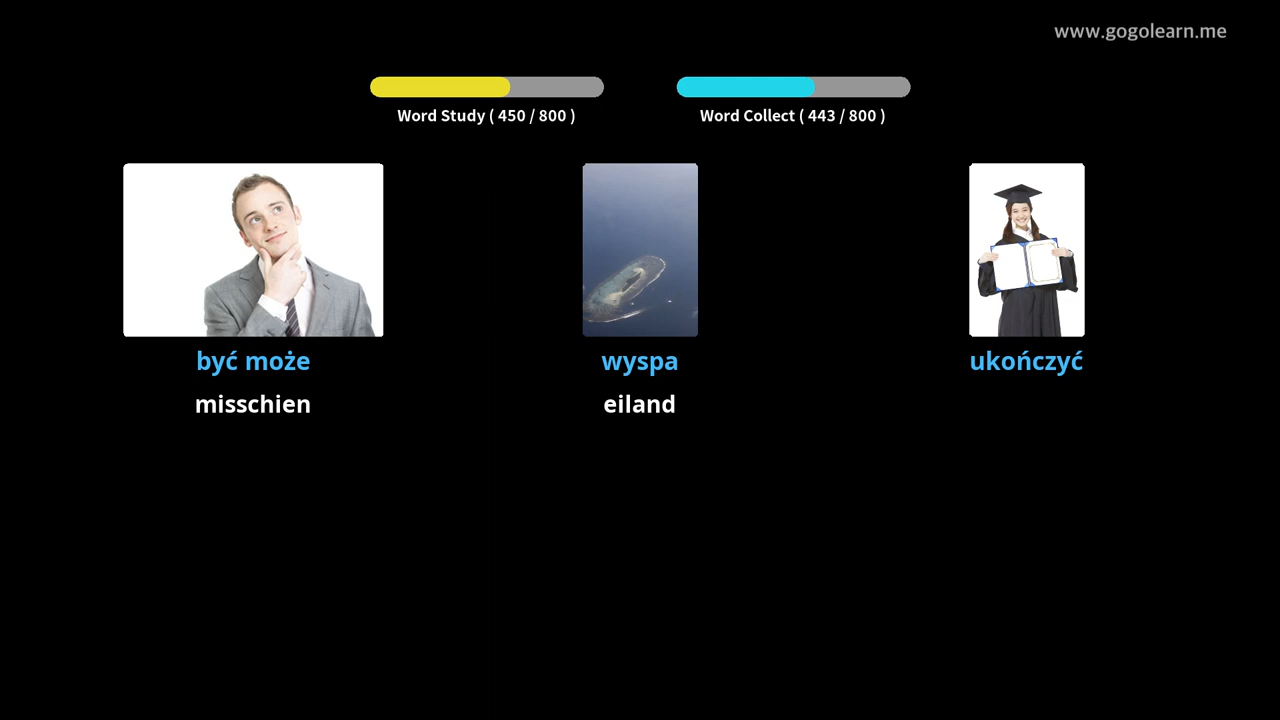 www.gogolearn.me
Word Study ( 450 / 800 )
Word Collect ( 443 / 800 )
być może
wyspa
ukończyć
misschien
eiland